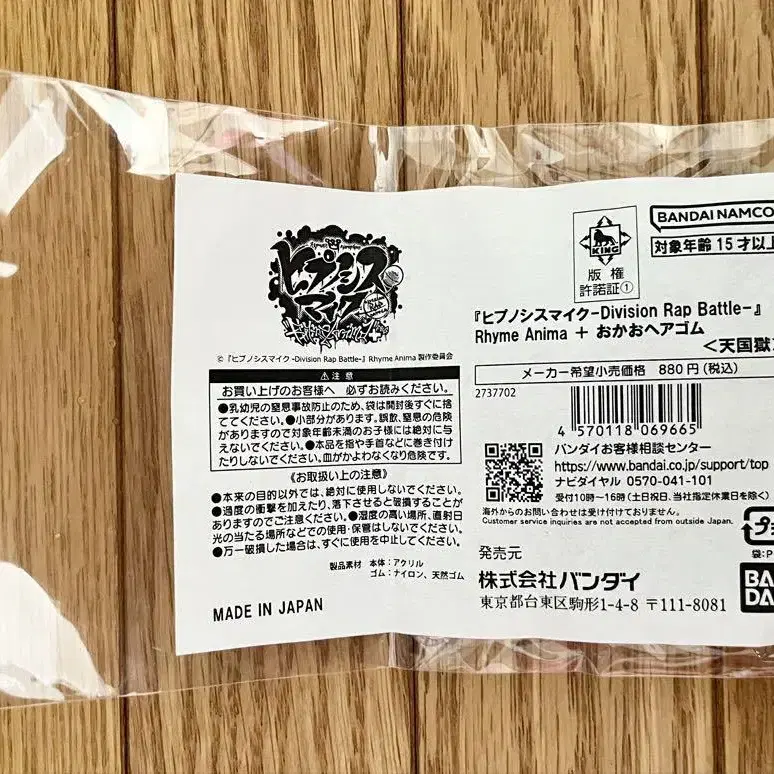 ヒプノシスマイク
©『ヒプノシスマイク-Division Rap Battle-』Rhyme Anima 製作委員会
⚠注意
お買い上げのお客様へ 必ずお読みください。
●乳幼児の窒息事故防止のため、袋は開封後すぐに捨
ててください。●小部分があります。誤飲、窒息の危険
がありますので対象年齢未満のお子様には絶対に与
えないでください。●本品を指や手首などに巻き付け
たりしないでください。血がかよわなくなり危険です。
《お取扱い上の注意》
●本来の目的以外では、絶対に使用しないでください。
●過度の衝撃を加えたり、落下させると破損することが
ありますのでご注意ください。●湿度の高い場所、直射日
光の当たる場所などでの使用・保管はしないでください。
●万一破損した場合は、すぐに使用を中止してください。
製品素材 本体：アクリル
ゴム：ナイロン、天然ゴム
MADE IN JAPAN
KING
版権
許諾証①
BANDAI NAMCO
対象年齢15才以上
『ヒプノシスマイク-Division Rap Battle-』
Rhyme Anima + おかおヘアゴム
＜天国獄
メーカー希望小売価格 880円(税込)
2737702
4 570118 069665
バンダイお客様相談センター
https://www.bandai.co.jp/support/top
ナビダイヤル 0570-041-101
受付10時〜16時(土日祝日、当社指定休業日を除く)
海外からのお問い合わせは受け付けておりません。
Customer service inquiries are not accepted from outside Japan.
プラ
袋：P
発売元
株式会社バンダイ
東京都台東区駒形1-4-8 〒111-8081
BAN
DA